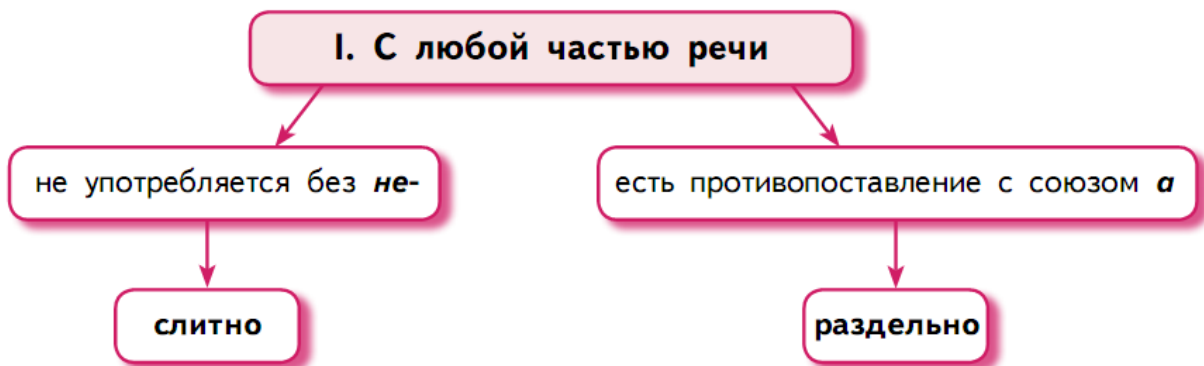 I. С любой частью речи
не употребляется без не-
есть противопоставление с союзом а
слитно
раздельно